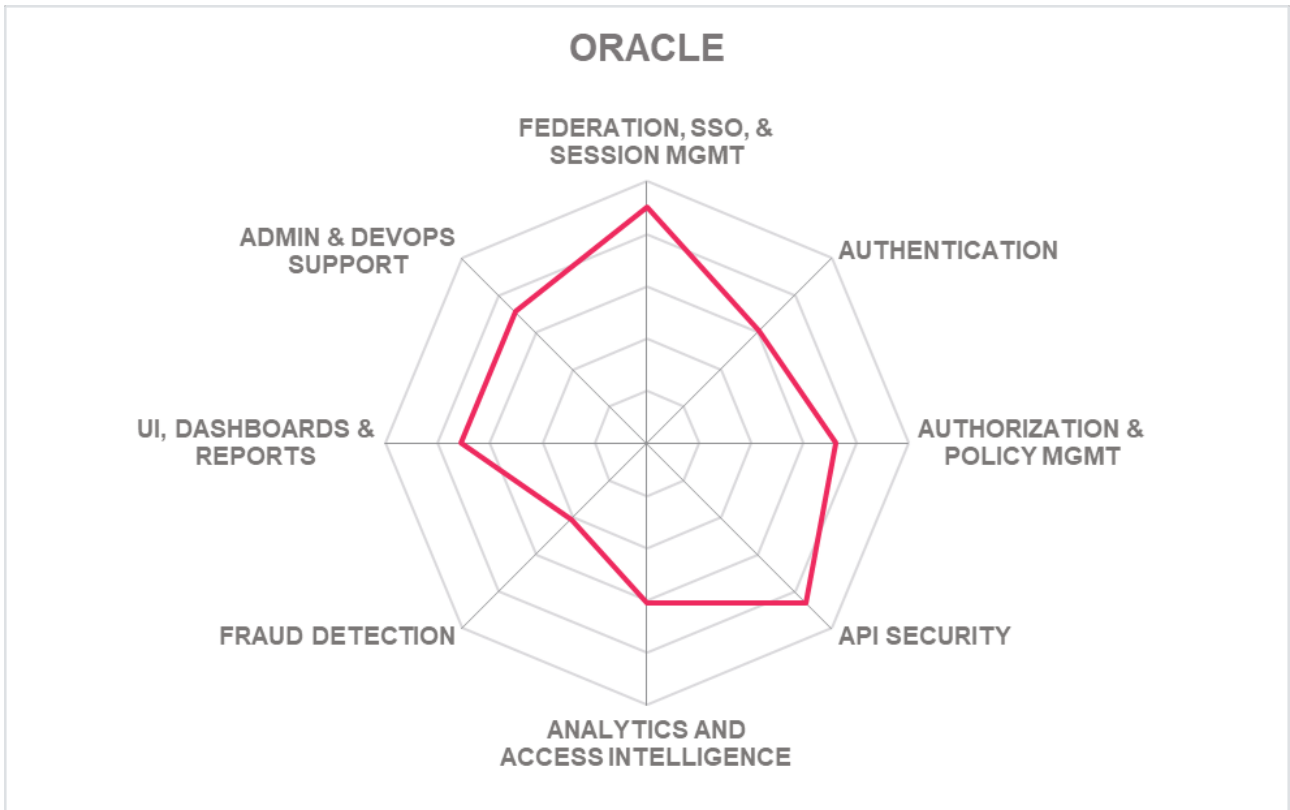 ORACLE
FEDERATION, SSO, &
SESSION MGMT
ADMIN & DEVOPS
SUPPORT
AUTHENTICATION
UI, DASHBOARDS &
REPORTS
AUTHORIZATION &
POLICY MGMT
FRAUD DETECTION
API SECURITY
ANALYTICS AND
ACCESS INTELLIGENCE